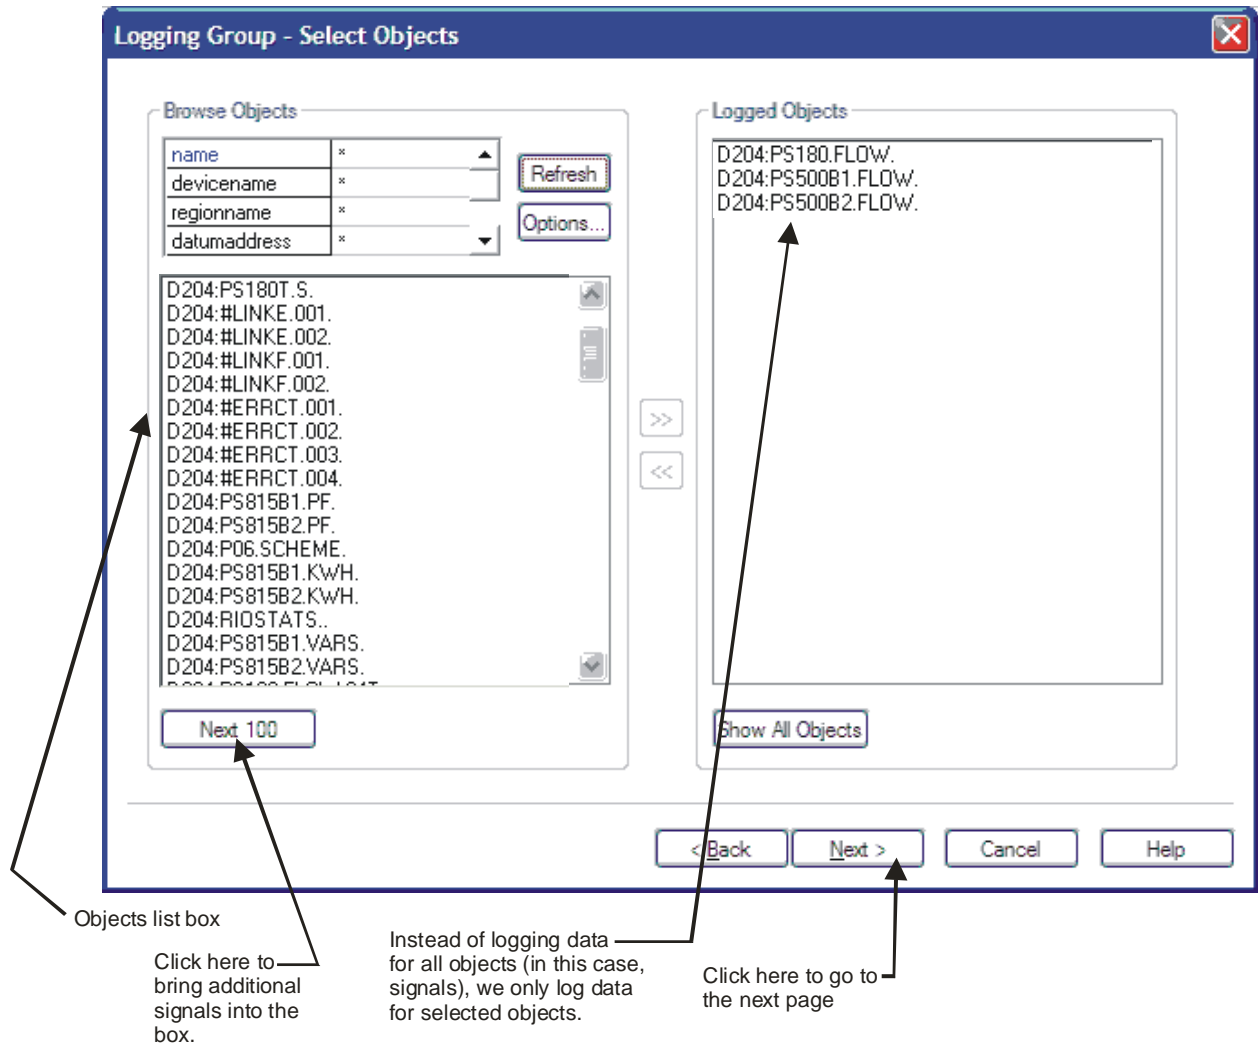 Logging Group - Select Objects
Browse Objects
name *
devicename *
regionname *
datumaddress *
Refresh
Options...
D204:PS180T.S.
D204:#LINKE.001.
D204:#LINKE.002.
D204:#LINKF.001.
D204:#LINKF.002.
D204:#ERRCT.001.
D204:#ERRCT.002.
D204:#ERRCT.003.
D204:#ERRCT.004.
D204:PS815B1.PF.
D204:PS815B2.PF.
D204:P06.SCHEME.
D204:PS815B1.KWH.
D204:PS815B2.KWH.
D204:RIOSTATS..
D204:PS815B1.VARS.
D204:PS815B2.VARS.
Next 100
>>
<<
Logged Objects
D204:PS180.FLOW.
D204:PS500B1.FLOW.
D204:PS500B2.FLOW.
Show All Objects
< Back
Next >
Cancel
Help
Objects list box
Click here to
bring additional
signals into the
box.
Instead of logging data
for all objects (in this case,
signals), we only log data
for selected objects.
Click here to go to
the next page